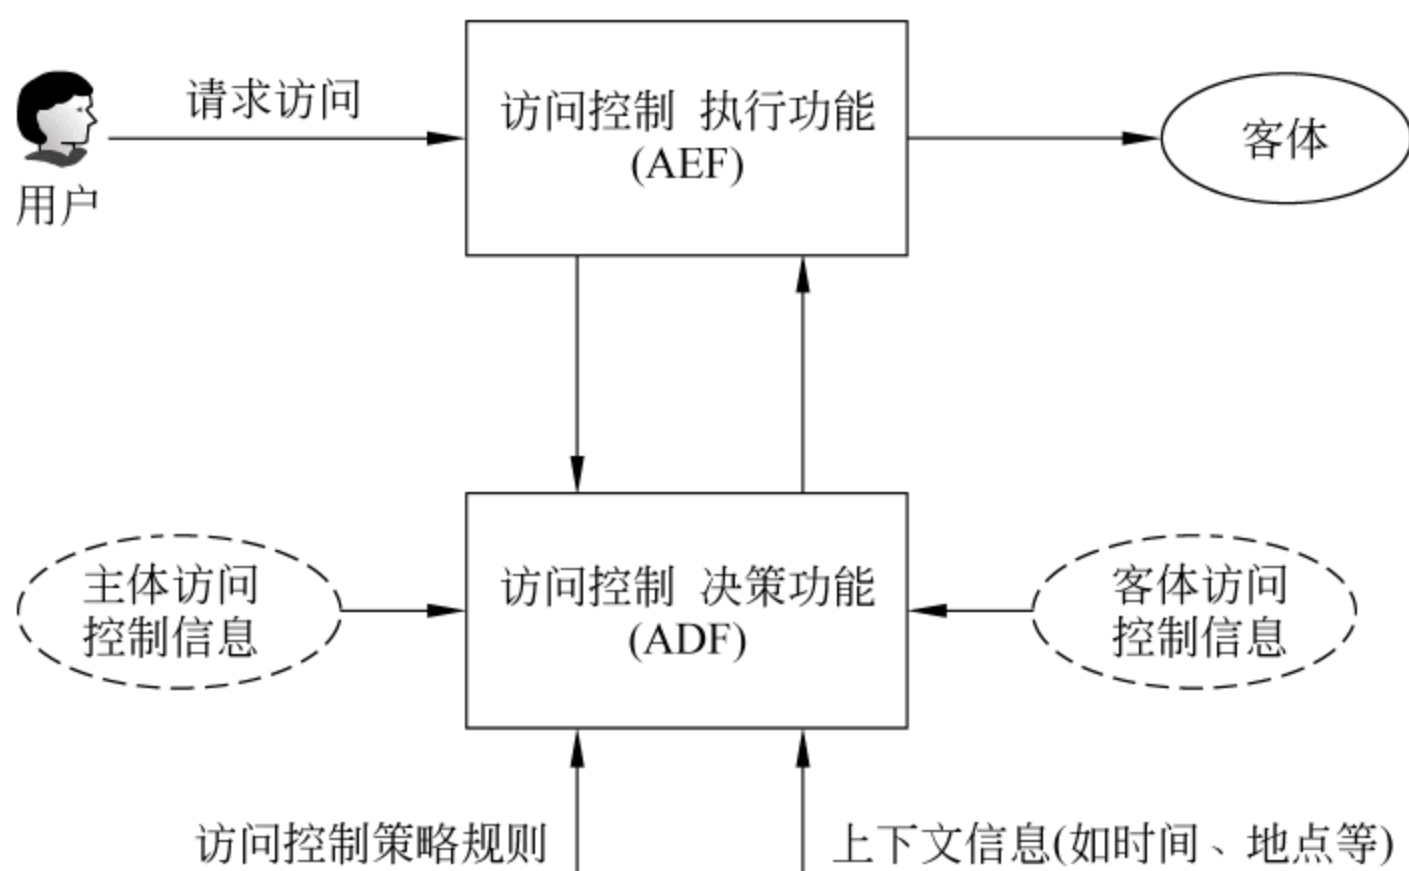 请求访问
用户
访问控制 执行功能
(AEF)
客体
主体访问
控制信息
访问控制 决策功能
(ADF)
客体访问
控制信息
访问控制策略规则
上下文信息(如时间、地点等)